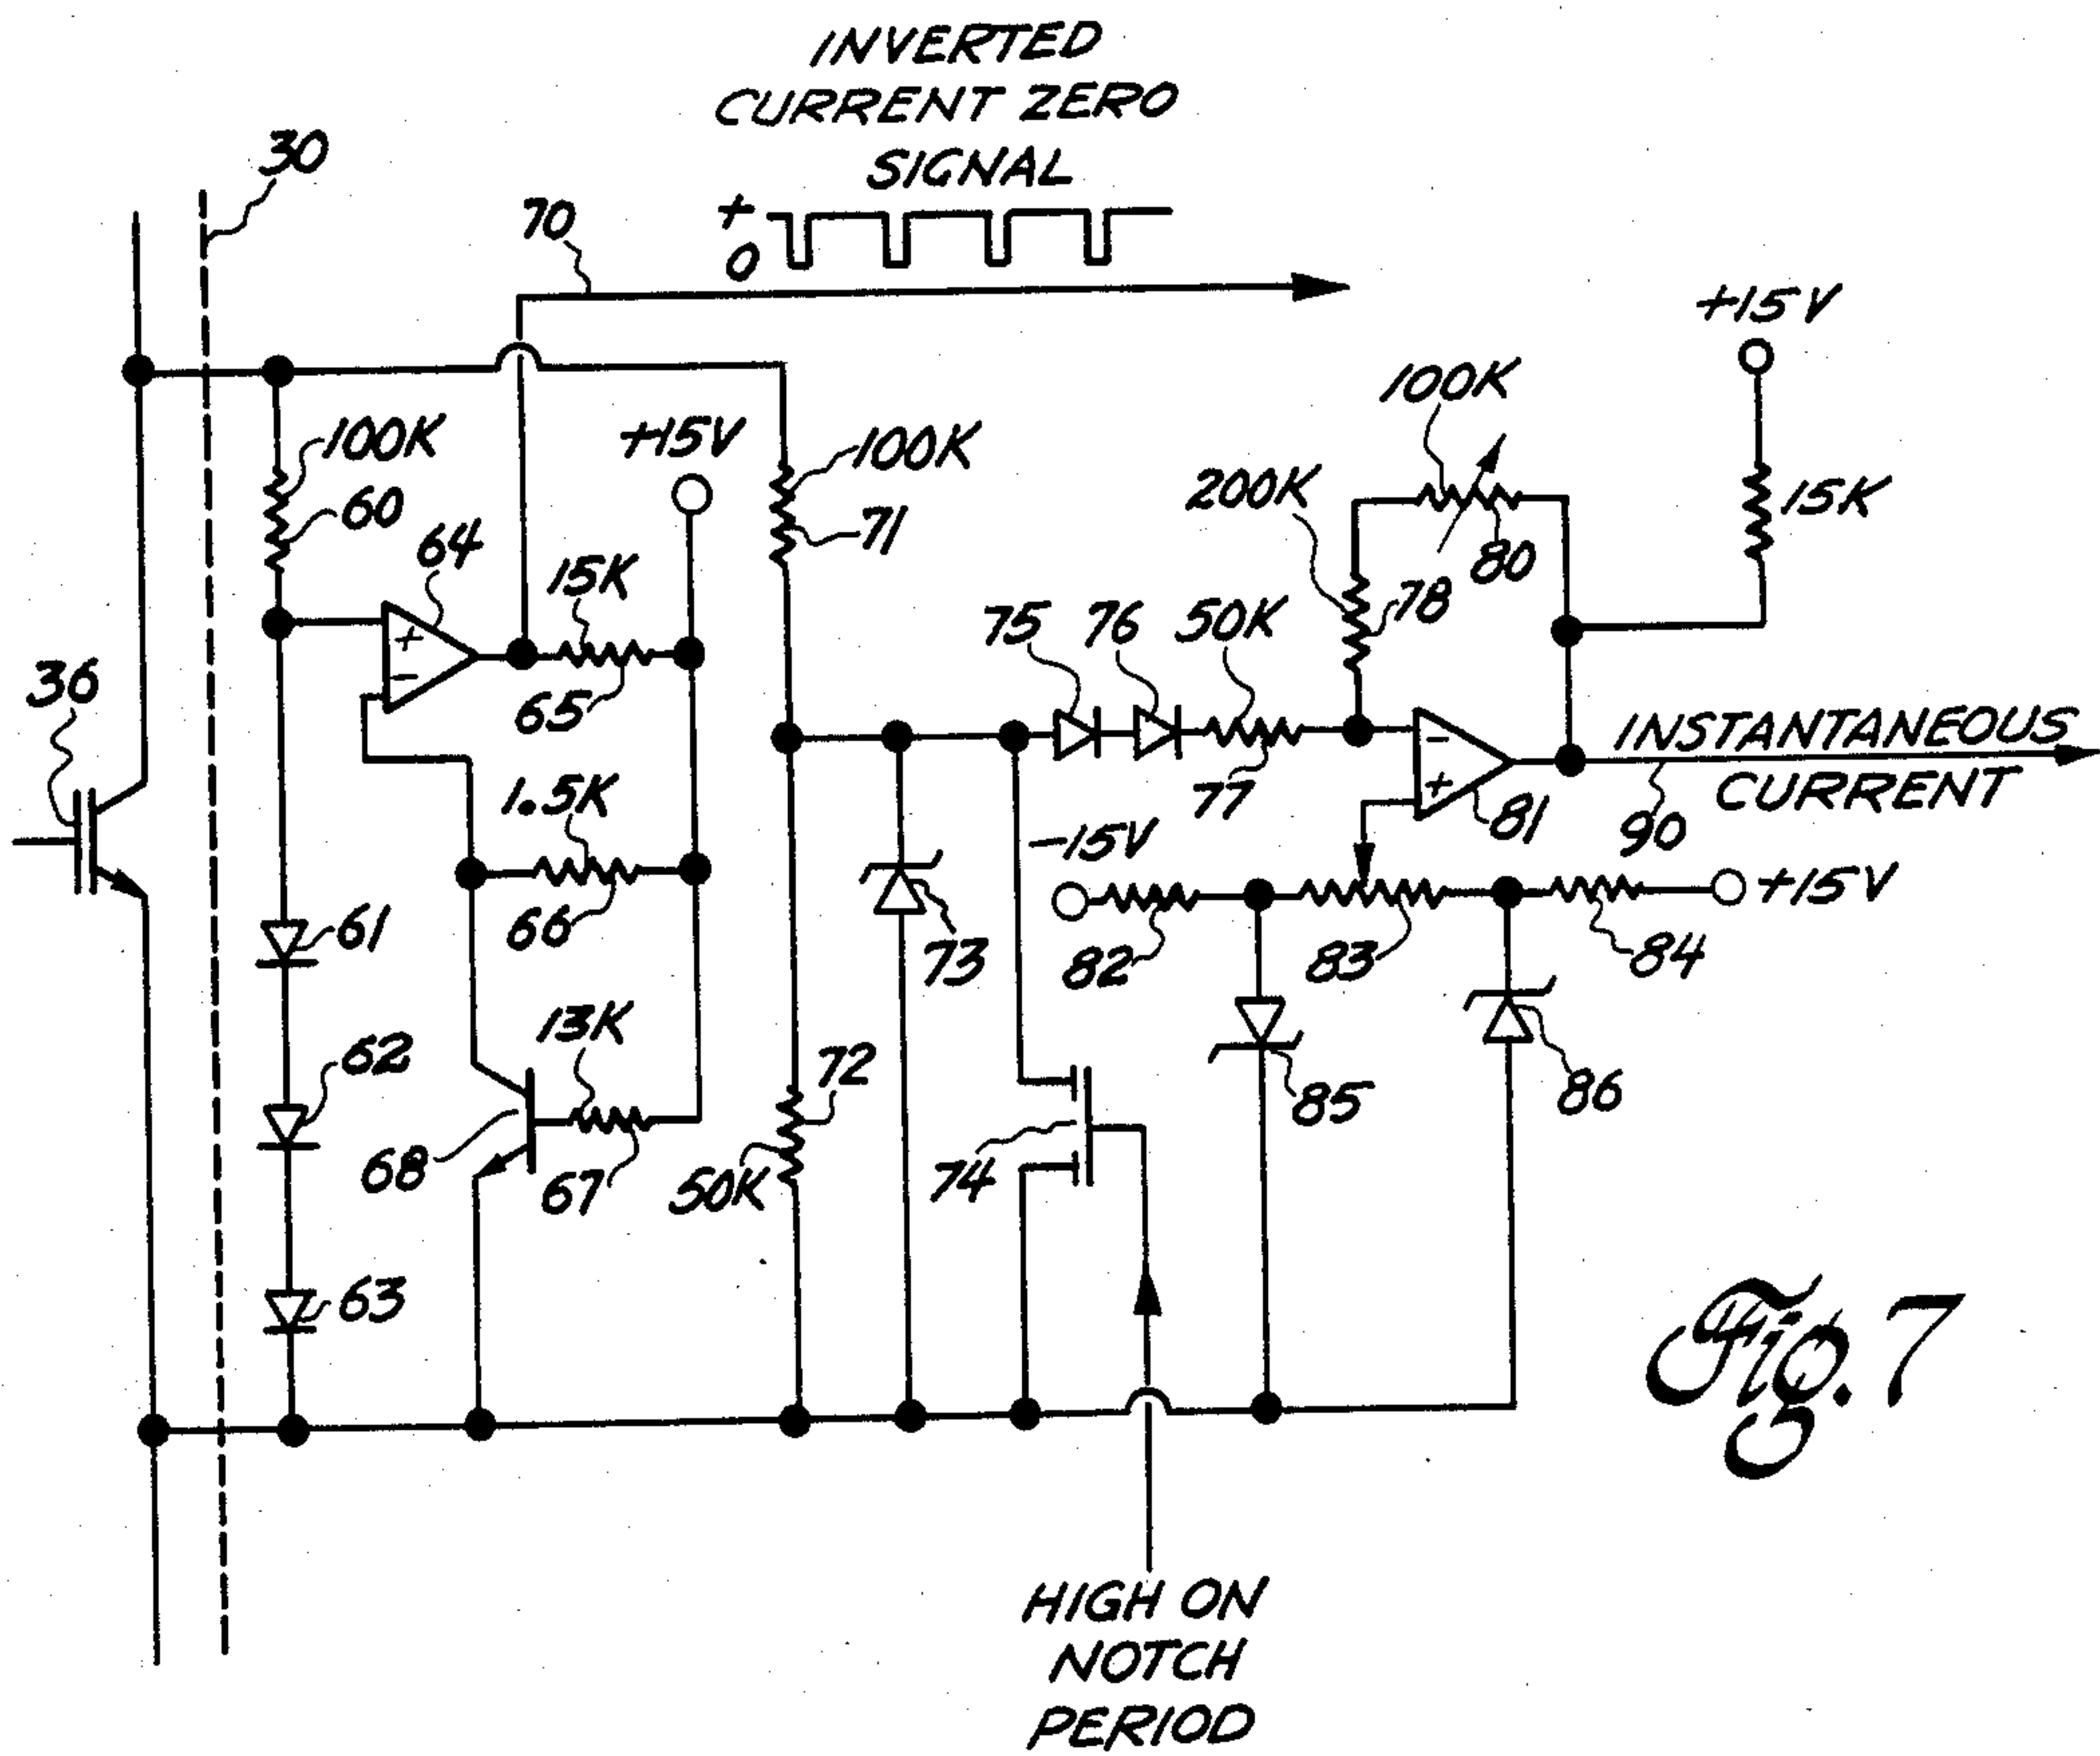 INVERTED
CURRENT ZERO
SIGNAL
30
70
+
0
+15V
100K
100K
+15V
100K
200K
15K
60
64
71
80
15K
78
75
76
50K
36
+
-
65
-
INSTANTANEOUS
1.5K
77
+
81
CURRENT
90
-15V
+15V
61
66
73
82
83
84
13K
62
72
85
86
68
67
50K
74
63
Fig. 7
HIGH ON
NOTCH
PERIOD